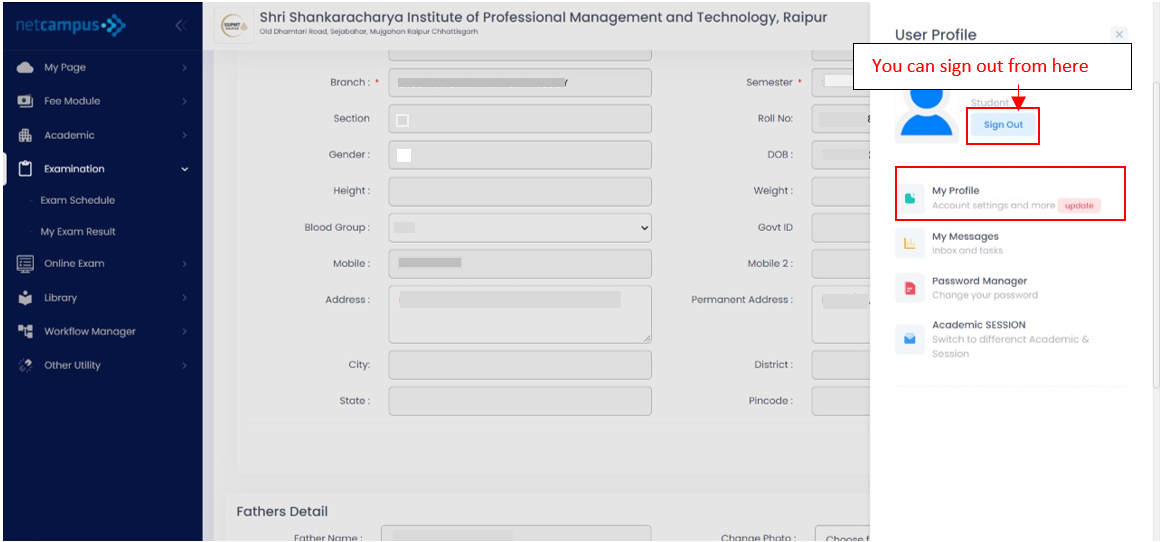 netcampus
My Page
Fee Module
Academic
Examination
- Exam Schedule
- My Exam Result
Online Exam
Library
Workflow Manager
Other Utility
Shri Shankaracharya Institute of Professional Management and Technology, Raipur
Old Dhamtari Road, Sejabahar, Mujgahan Raipur Chhattisgarh
Branch : *
Semester *
Section
Roll No:
Gender :
DOB :
Height :
Weight :
Blood Group :
Govt ID
Mobile :
Mobile 2 :
Address :
Permanent Address :
City:
District :
State :
Pincode :
Fathers Detail
Father Name :
Change Photo :
Choose f
User Profile
You can sign out from here
Student
Sign Out
My Profile
Account settings and more update
My Messages
Inbox and tasks
Password Manager
Change your password
Academic SESSION
Switch to differenct Academic &
Session